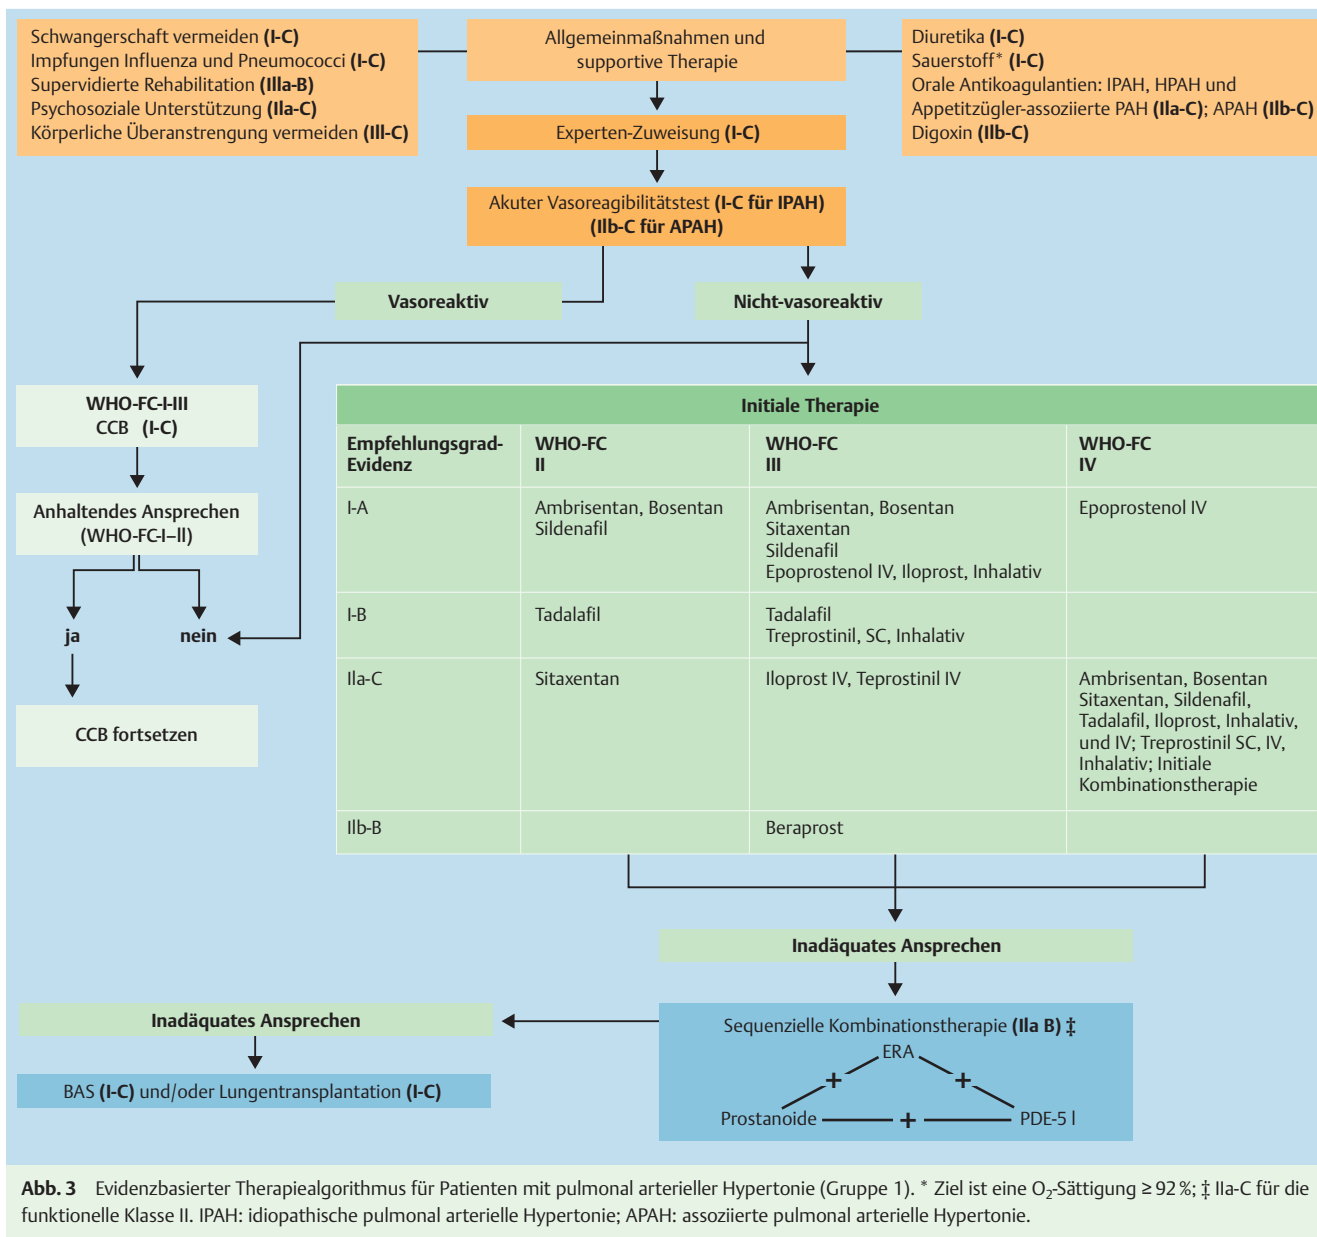 Schwangerschaft vermeiden (I-C)
Impfungen Influenza und Pneumococci (I-C)
Supervidierte Rehabilitation (IIIa-B)
Psychosoziale Unterstützung (IIa-C)
Körperliche Überanstrengung vermeiden (III-C)
Allgemeinmaßnahmen und
supportive Therapie
Diuretika (I-C)
Sauerstoff* (I-C)
Orale Antikoagulantien: IPAH, HPAH und
Appetitzügler-assoziierte PAH (IIa-C); APAH (IIb-C)
Digoxin (IIb-C)
Experten-Zuweisung (I-C)
Akuter Vasoreagibilitätstest (I-C für IPAH)
(IIb-C für APAH)
Vasoreaktiv
Nicht-vasoreaktiv
WHO-FC-I-III
CCB (I-C)
Anhaltendes Ansprechen
(WHO-FC-I–II)
ja
nein
CCB fortsetzen
Initiale Therapie
Empfehlungsgrad-
Evidenz
WHO-FC
II
WHO-FC
III
WHO-FC
IV
I-A
Ambrisentan, Bosentan
Sildenafil
Ambrisentan, Bosentan
Sitaxentan
Sildenafil
Epoprostenol IV, Iloprost, Inhalativ
Epoprostenol IV
I-B
Tadalafil
Tadalafil
Treprostinil, SC, Inhalativ
IIa-C
Sitaxentan
Iloprost IV, Teprostinil IV
Ambrisentan, Bosentan
Sitaxentan, Sildenafil,
Tadalafil, Iloprost, Inhalativ,
und IV; Treprostinil SC, IV,
Inhalativ; Initiale
Kombinationstherapie
IIb-B
Beraprost
Inadäquates Ansprechen
Sequenzielle Kombinationstherapie (IIa B) ‡
ERA
+ +
Prostanoide + PDE-5 I
Inadäquates Ansprechen
BAS (I-C) und/oder Lungentransplantation (I-C)
Abb. 3 Evidenzbasierter Therapiealgorithmus für Patienten mit pulmonal arterieller Hypertonie (Gruppe 1). * Ziel ist eine O₂-Sättigung ≥ 92 %; ‡ IIa-C für die
funktionelle Klasse II. IPAH: idiopathische pulmonal arterielle Hypertonie; APAH: assoziierte pulmonal arterielle Hypertonie.